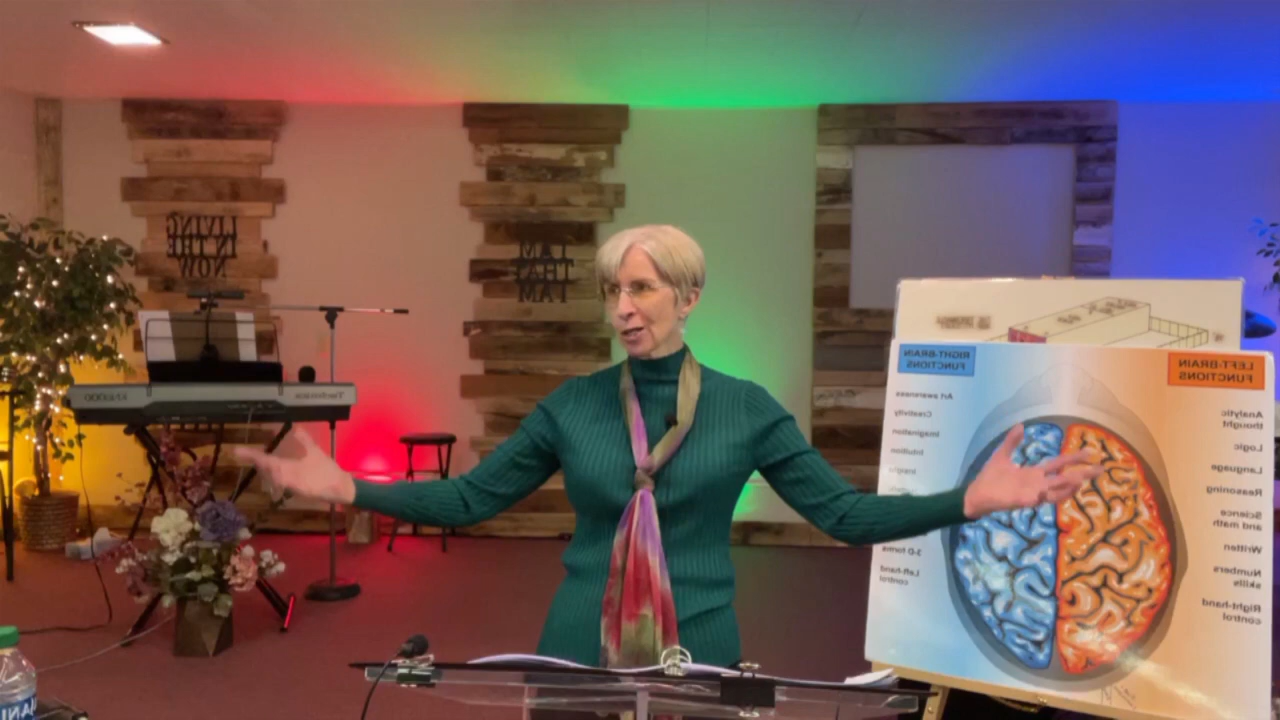 LIVING
IN THE
NOW
I AM
THAT
I AM
Technics
RIGHT-BRAIN
FUNCTIONS
Art awareness
Creativity
Imagination
Intuition
Insight
3-D forms
Left-hand
control
LEFT-BRAIN
FUNCTIONS
Analytic
thought
Logic
Language
Reasoning
Science
and math
Written
Numbers
skills
Right-hand
control